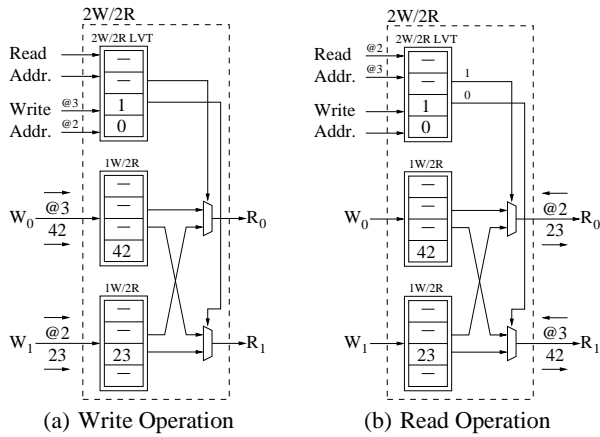 2W/2R
2W/2R LVT
Read
Addr.
Write @3
Addr. @2
—
—
1
0
1W/2R
W0
@3
42
—
—
—
42
R0
1W/2R
W1
@2
23
—
—
23
—
R1
(a) Write Operation
2W/2R
2W/2R LVT
Read @2
Addr. @3
Write
Addr.
—
—
1
0
1
0
1W/2R
W0
—
—
—
42
@2
23
R0
1W/2R
W1
—
—
23
—
@3
42
R1
(b) Read Operation